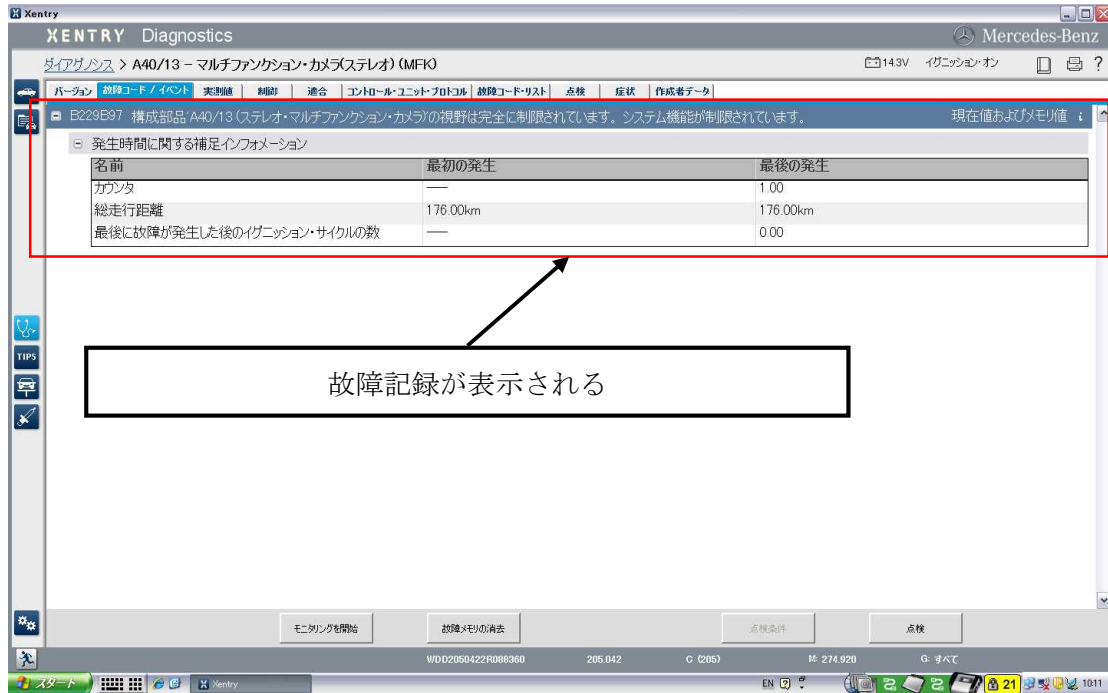 Xentry
XENTRY Diagnostics
Mercedes-Benz
ダイアグノシス > A40/13 – マルチファンクション・カメラ(ステレオ) (MFK)
14.3V イグニッション・オン
?
バージョン 故障コード / イベント 実測値 制御 適合 コントロール・ユニット・プロトコル 故障コード・リスト 点検 症状 作成者データ
B229B97 構成部品'A40/13 (ステレオ・マルチファンクション・カメラ)'の視野は完全に制限されています。システム機能が制限されています。 現在値およびメモリ値 i
発生時間に関する補足インフォメーション
名前 最初の発生 最後の発生
カウンタ ── 1.00
総走行距離 176.00km 176.00km
最後に故障が発生した後のイグニッション・サイクルの数 ── 0.00
故障記録が表示される
TIPS
モニタリングを開始 故障メモリの消去 点検条件 点検
WDD2050422R088360 205.042 C (205) M: 274.920 G: すべて
スタート Xentry EN 21 10:11